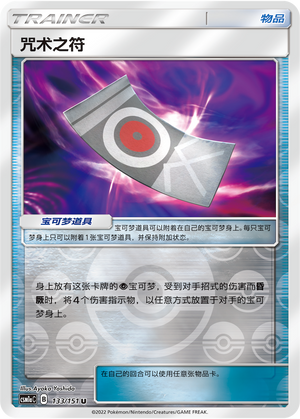 TRAINER
物品
咒术之符
宝可梦道具
宝可梦道具可以附着在自己的宝可梦身上。每只宝可
梦身上只可以附着1张宝可梦道具,并保持附加状态。
身上放有这张卡牌的宝可梦,受到对手招式的伤害而昏
厥时,将4个伤害指示物,以任意方式放置于对手的宝可
梦身上。
Illus. Ayaka Yoshida
csm1aC B 133/151 U
在自己的回合可以使用任意张物品卡。
©2022 Pokémon/Nintendo/Creatures/GAME FREAK.